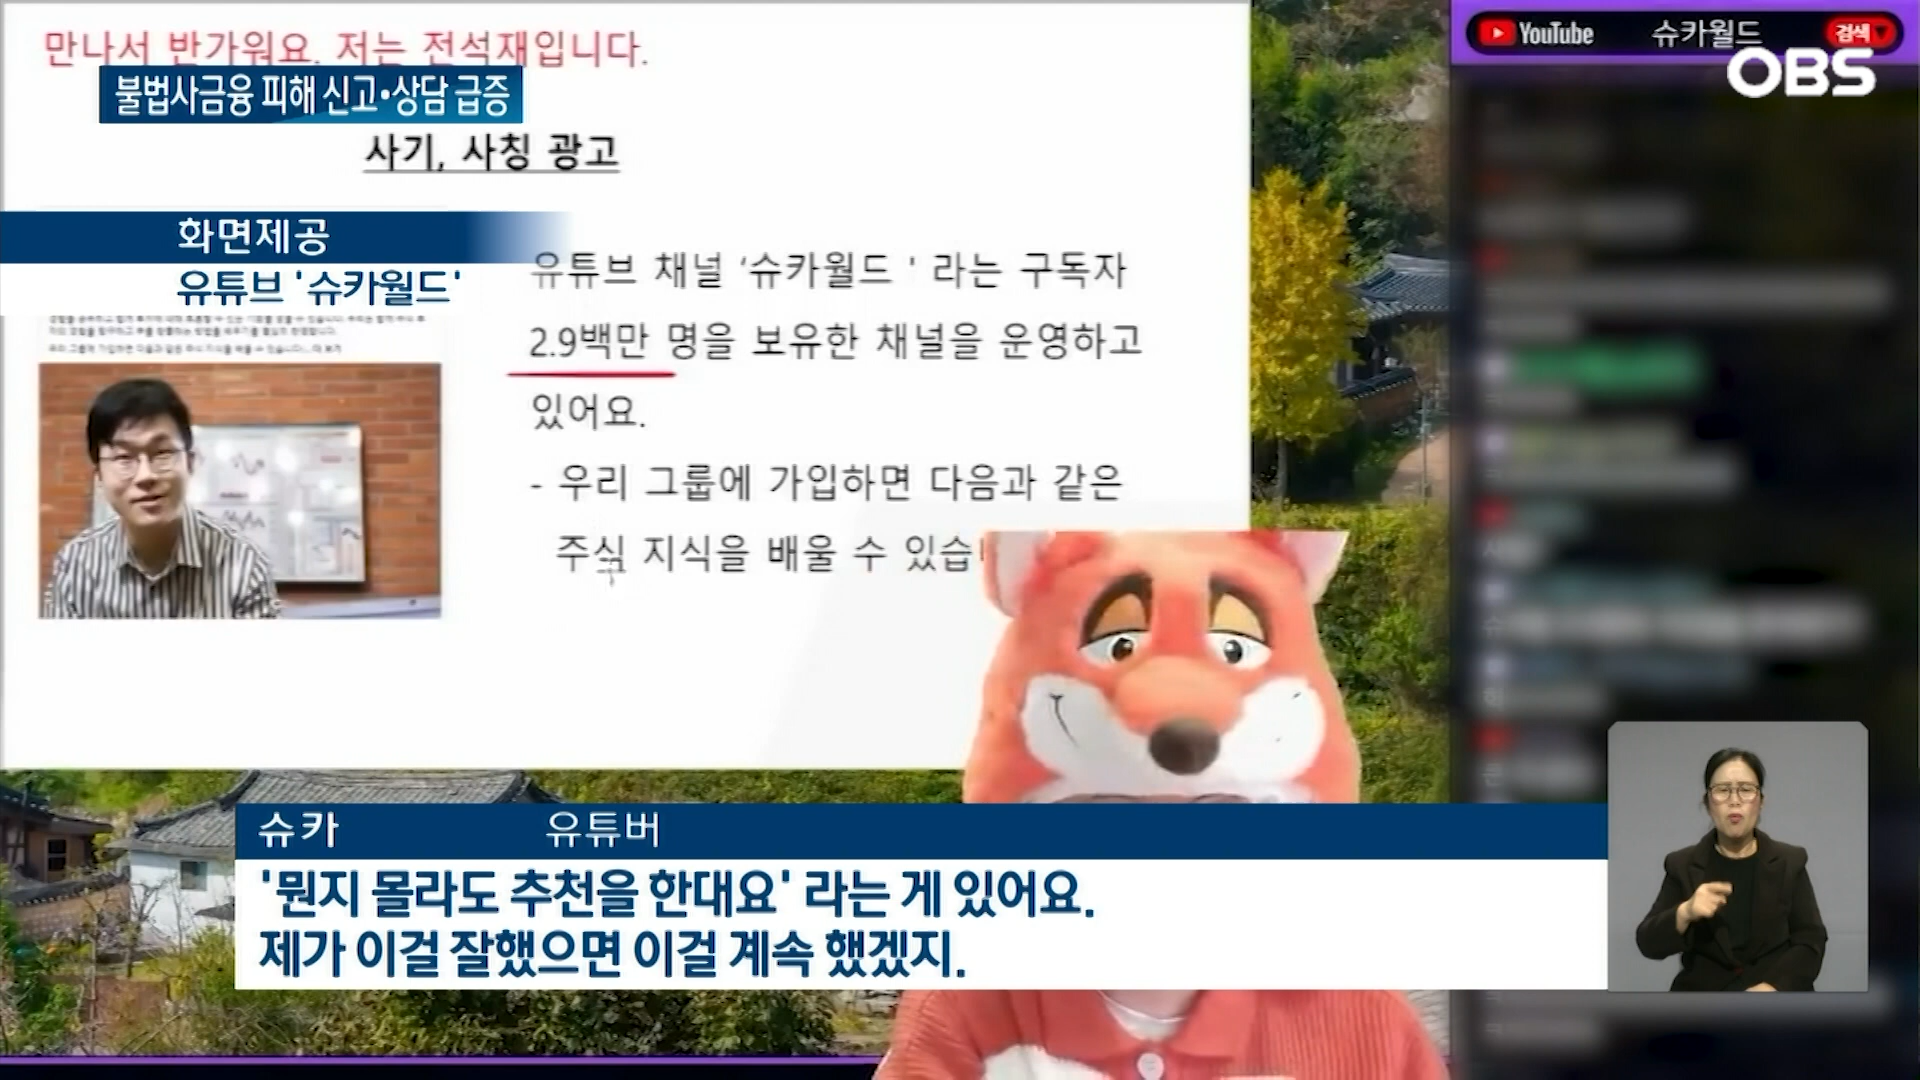 만나서 반가워요. 저는 전석재입니다.
불법사금융 피해 신고•상담 급증
사기, 사칭 광고
화면제공
유튜브 '슈카월드'
유튜브 채널 ‘슈카월드 ' 라는 구독자
2.9백만 명을 보유한 채널을 운영하고
있어요.
- 우리 그룹에 가입하면 다음과 같은
주식 지식을 배울 수 있습
YouTube 슈카월드 검색
OBS
슈카 유튜버
'뭔지 몰라도 추천을 한대요' 라는 게 있어요.
제가 이걸 잘했으면 이걸 계속 했겠지.